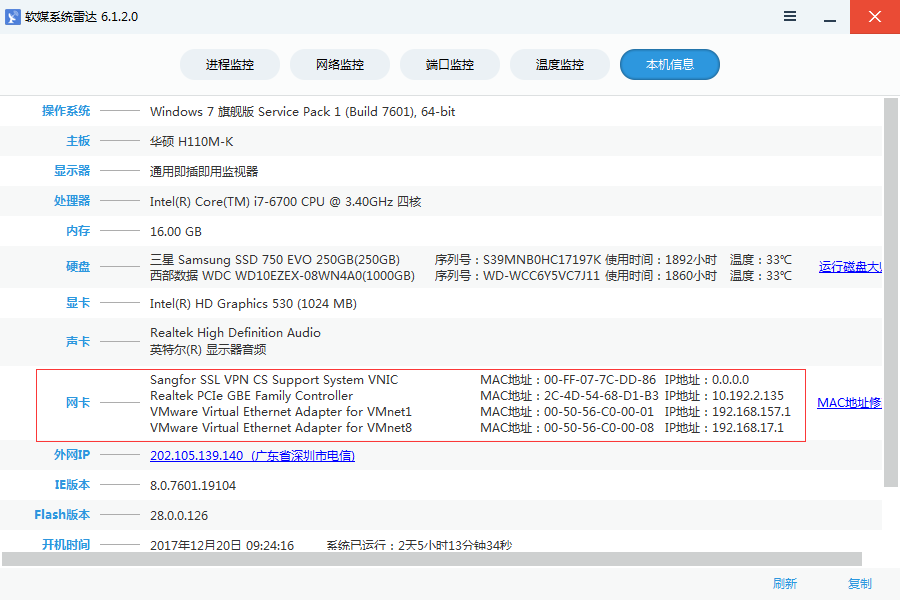 软媒系统雷达 6.1.2.0
进程监控 网络监控 端口监控 温度监控 本机信息
操作系统 Windows 7 旗舰版 Service Pack 1 (Build 7601), 64-bit
主板 华硕 H110M-K
显示器 通用即插即用监视器
处理器 Intel(R) Core(TM) i7-6700 CPU @ 3.40GHz 四核
内存 16.00 GB
三星 Samsung SSD 750 EVO 250GB(250GB) 序列号：S39MNB0HC17197K 使用时间：1892小时 温度：33℃
硬盘 运行磁盘大
西部数据 WDC WD10EZEX-08WN4A0(1000GB) 序列号：WD-WCC6Y5VC7J11 使用时间：1860小时 温度：33℃
显卡 Intel(R) HD Graphics 530 (1024 MB)
Realtek High Definition Audio
声卡
英特尔(R) 显示器音频
Sangfor SSL VPN CS Support System VNIC MAC地址：00-FF-07-7C-DD-86 IP地址：0.0.0.0
Realtek PCIe GBE Family Controller MAC地址：2C-4D-54-68-D1-B3 IP地址：10.192.2.135
网卡 MAC地址修
VMware Virtual Ethernet Adapter for VMnet1 MAC地址：00-50-56-C0-00-01 IP地址：192.168.157.1
VMware Virtual Ethernet Adapter for VMnet8 MAC地址：00-50-56-C0-00-08 IP地址：192.168.17.1
外网IP 202.105.139.140 (广东省深圳市电信)
IE版本 8.0.7601.19104
Flash版本 28.0.0.126
开机时间 2017年12月20日 09:24:16 系统已运行：2天5小时13分钟34秒
刷新 复制